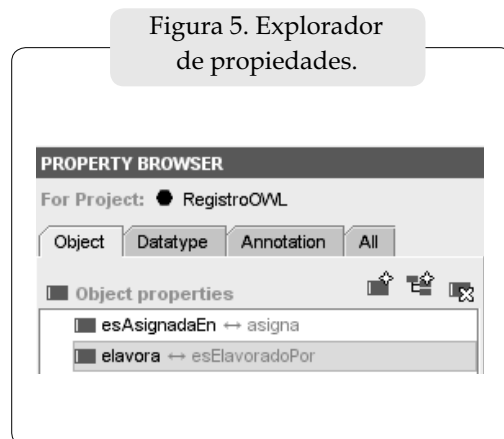 Figura 5. Explorador
de propiedades.
PROPERTY BROWSER
For Project: RegistroOWL
Object Datatype Annotation All
Object properties
esAsignadaEn ↔ asigna
elavora ↔ esElavoradoPor